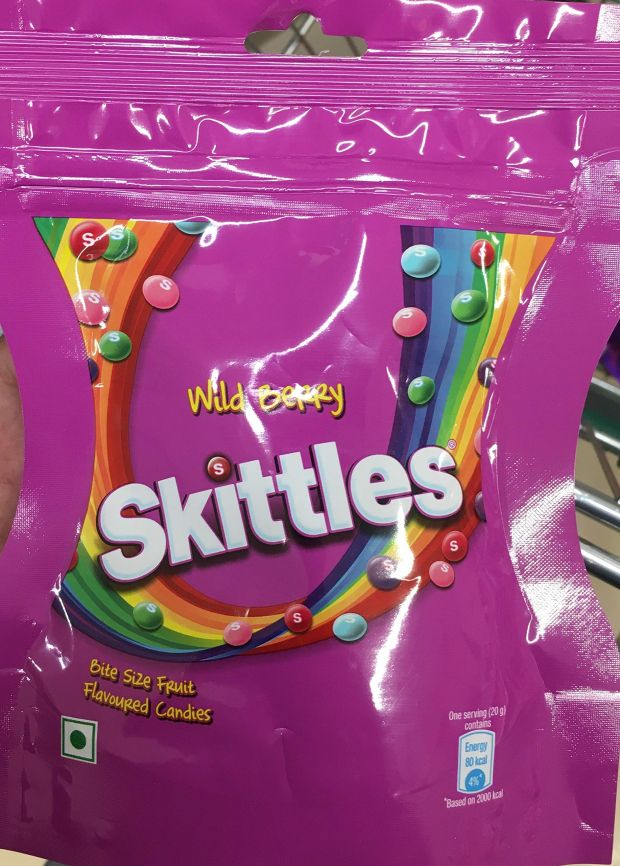 Wild Berry
Skittles®
Bite Size Fruit
Flavoured Candies
One serving (20 g)
contains
Energy
80 kcal
4%*
*Based on 2000 kcal